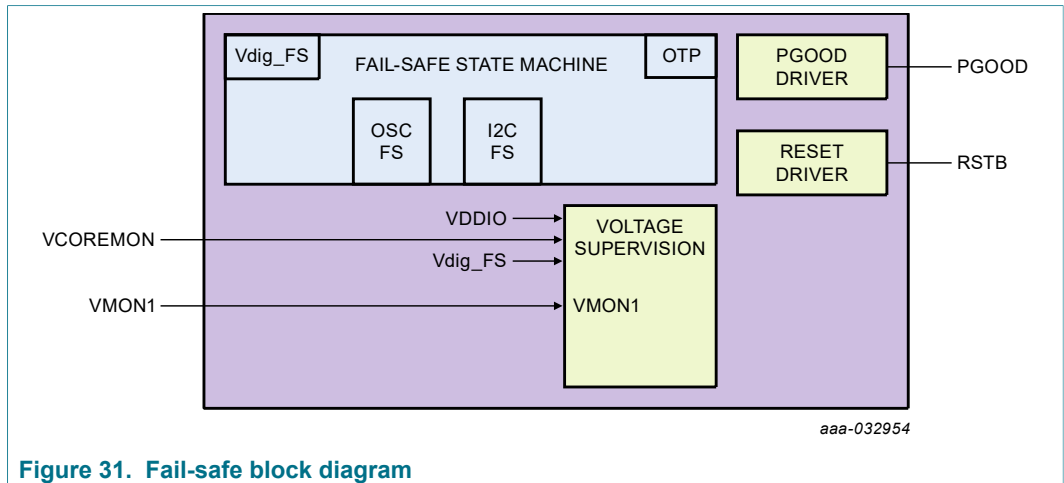 Vdig_FS
FAIL-SAFE STATE MACHINE
OTP
OSC
FS
I2C
FS
PGOOD
DRIVER
PGOOD
RESET
DRIVER
RSTB
VDDIO
VCOREMON
Vdig_FS
VOLTAGE
SUPERVISION
VMON1
VMON1
aaa-032954
Figure 31. Fail-safe block diagram